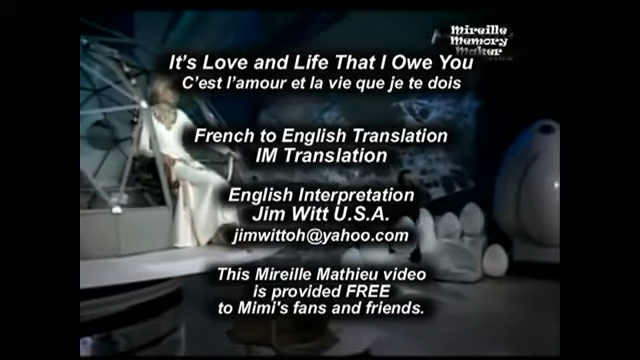 Mireille
Memory
Maker
It's Love and Life That I Owe You
C'est l'amour et la vie que je te dois
French to English Translation
IM Translation
English Interpretation
Jim Witt U.S.A.
jimwittoh@yahoo.com
This Mireille Mathieu video
is provided FREE
to Mimi's fans and friends.